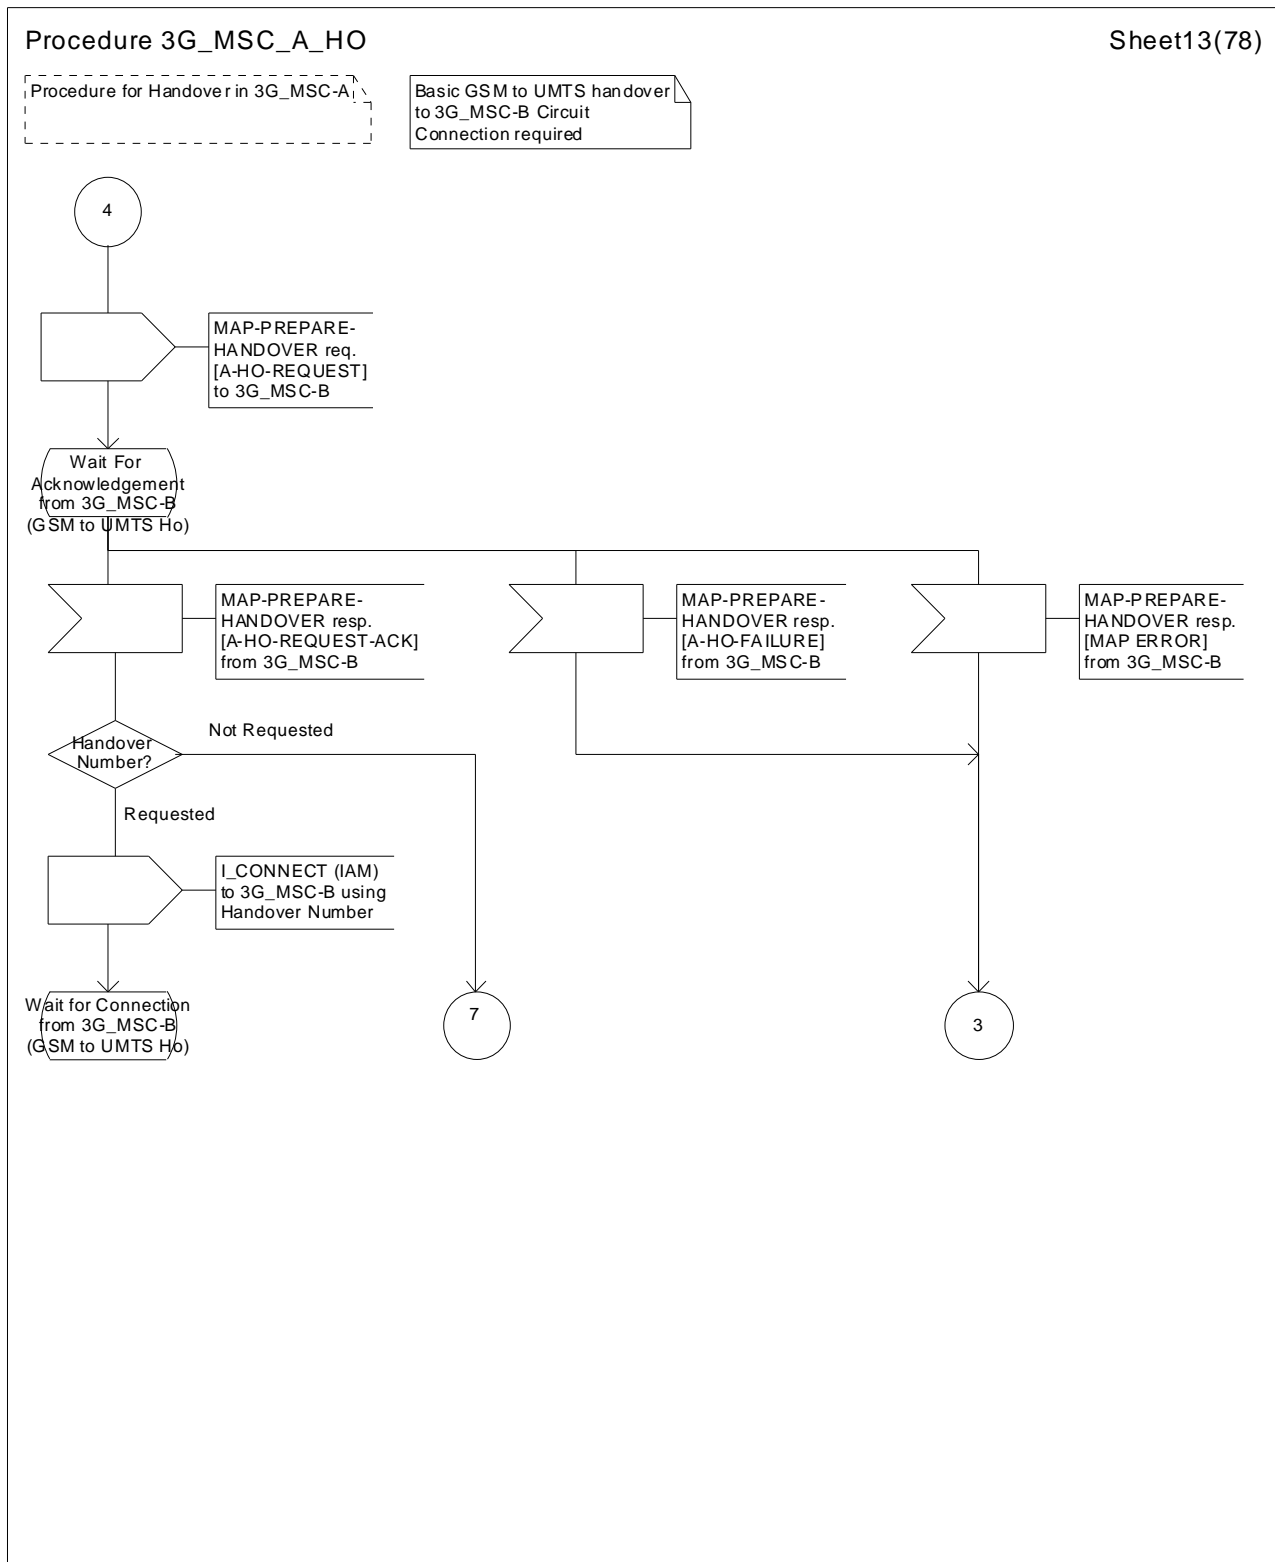 Procedure 3G_MSC_A_HO
Sheet13(78)
Procedure for Handover in 3G_MSC-A
Basic GSM to UMTS handover
to 3G_MSC-B Circuit
Connection required
4
MAP-PREPARE-
HANDOVER req.
[A-HO-REQUEST]
to 3G_MSC-B
Wait For
Acknowledgement
from 3G_MSC-B
(GSM to UMTS Ho)
MAP-PREPARE-
HANDOVER resp.
[A-HO-REQUEST-ACK]
from 3G_MSC-B
MAP-PREPARE-
HANDOVER resp.
[A-HO-FAILURE]
from 3G_MSC-B
MAP-PREPARE-
HANDOVER resp.
[MAP ERROR]
from 3G_MSC-B
Handover
Number?
Not Requested
Requested
I_CONNECT (IAM)
to 3G_MSC-B using
Handover Number
Wait for Connection
from 3G_MSC-B
(GSM to UMTS Ho)
7
3